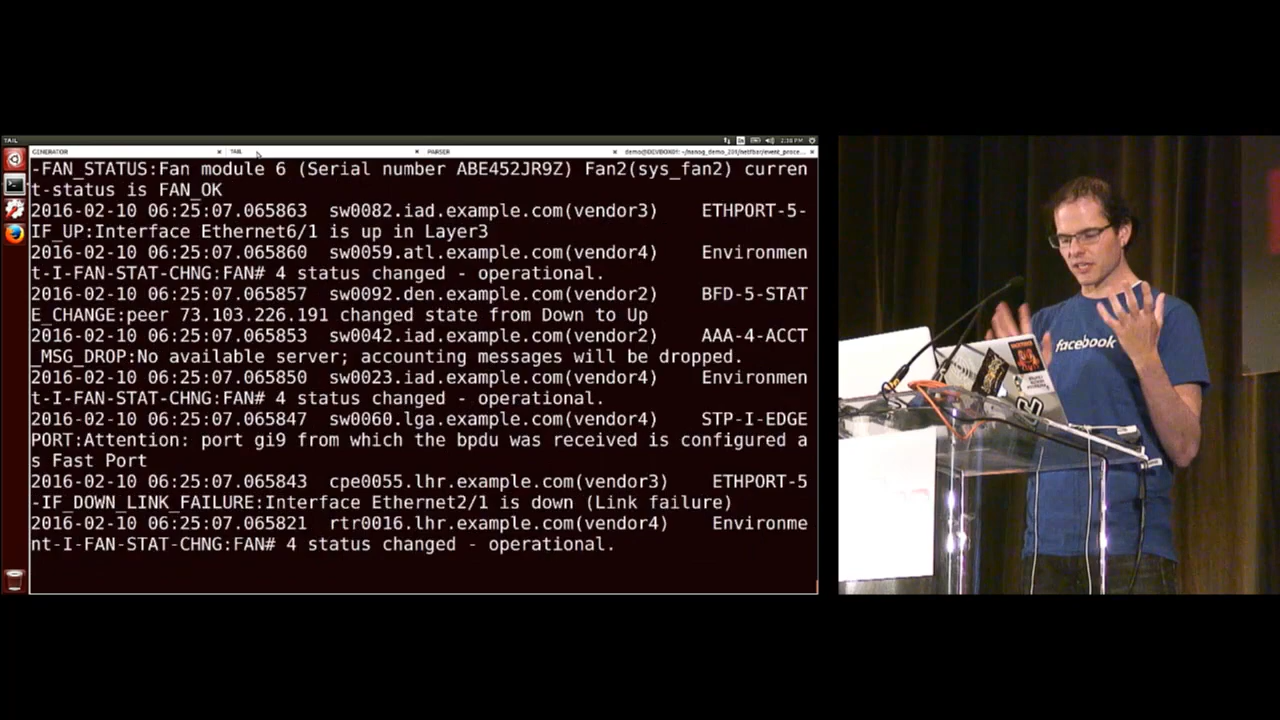 TAIL
2:36 PM
GENERATOR
TAIL
PARSER
-FAN_STATUS:Fan module 6 (Serial number ABE452JR9Z) Fan2(sys_fan2) curren
t-status is FAN_OK
2016-02-10 06:25:07.065863 sw0082.iad.example.com(vendor3) ETHPORT-5-
IF_UP:Interface Ethernet6/1 is up in Layer3
2016-02-10 06:25:07.065860 sw0059.atl.example.com(vendor4) Environmen
t-I-FAN-STAT-CHNG:FAN# 4 status changed - operational.
2016-02-10 06:25:07.065857 sw0092.den.example.com(vendor2) BFD-5-STAT
E_CHANGE:peer 73.103.226.191 changed state from Down to Up
2016-02-10 06:25:07.065853 sw0042.iad.example.com(vendor2) AAA-4-ACCT
_MSG_DROP:No available server; accounting messages will be dropped.
2016-02-10 06:25:07.065850 sw0023.iad.example.com(vendor4) Environmen
t-I-FAN-STAT-CHNG:FAN# 4 status changed - operational.
2016-02-10 06:25:07.065847 sw0060.lga.example.com(vendor4) STP-I-EDGE
PORT:Attention: port gi9 from which the bpdu was received is configured a
s Fast Port
2016-02-10 06:25:07.065843 cpe0055.lhr.example.com(vendor3) ETHPORT-5
-IF_DOWN_LINK_FAILURE:Interface Ethernet2/1 is down (Link failure)
2016-02-10 06:25:07.065821 rtr0016.lhr.example.com(vendor4) Environme
nt-I-FAN-STAT-CHNG:FAN# 4 status changed - operational.
facebook